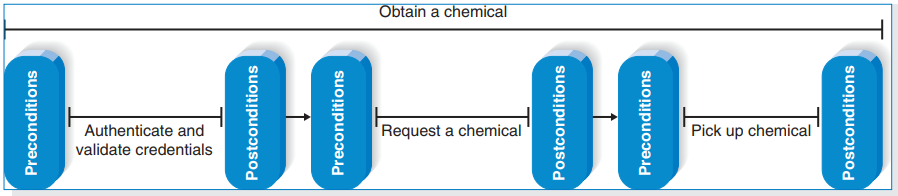 Obtain a chemical
Preconditions
Authenticate and
validate credentials
Postconditions
Preconditions
Request a chemical
Postconditions
Preconditions
Pick up chemical
Postconditions